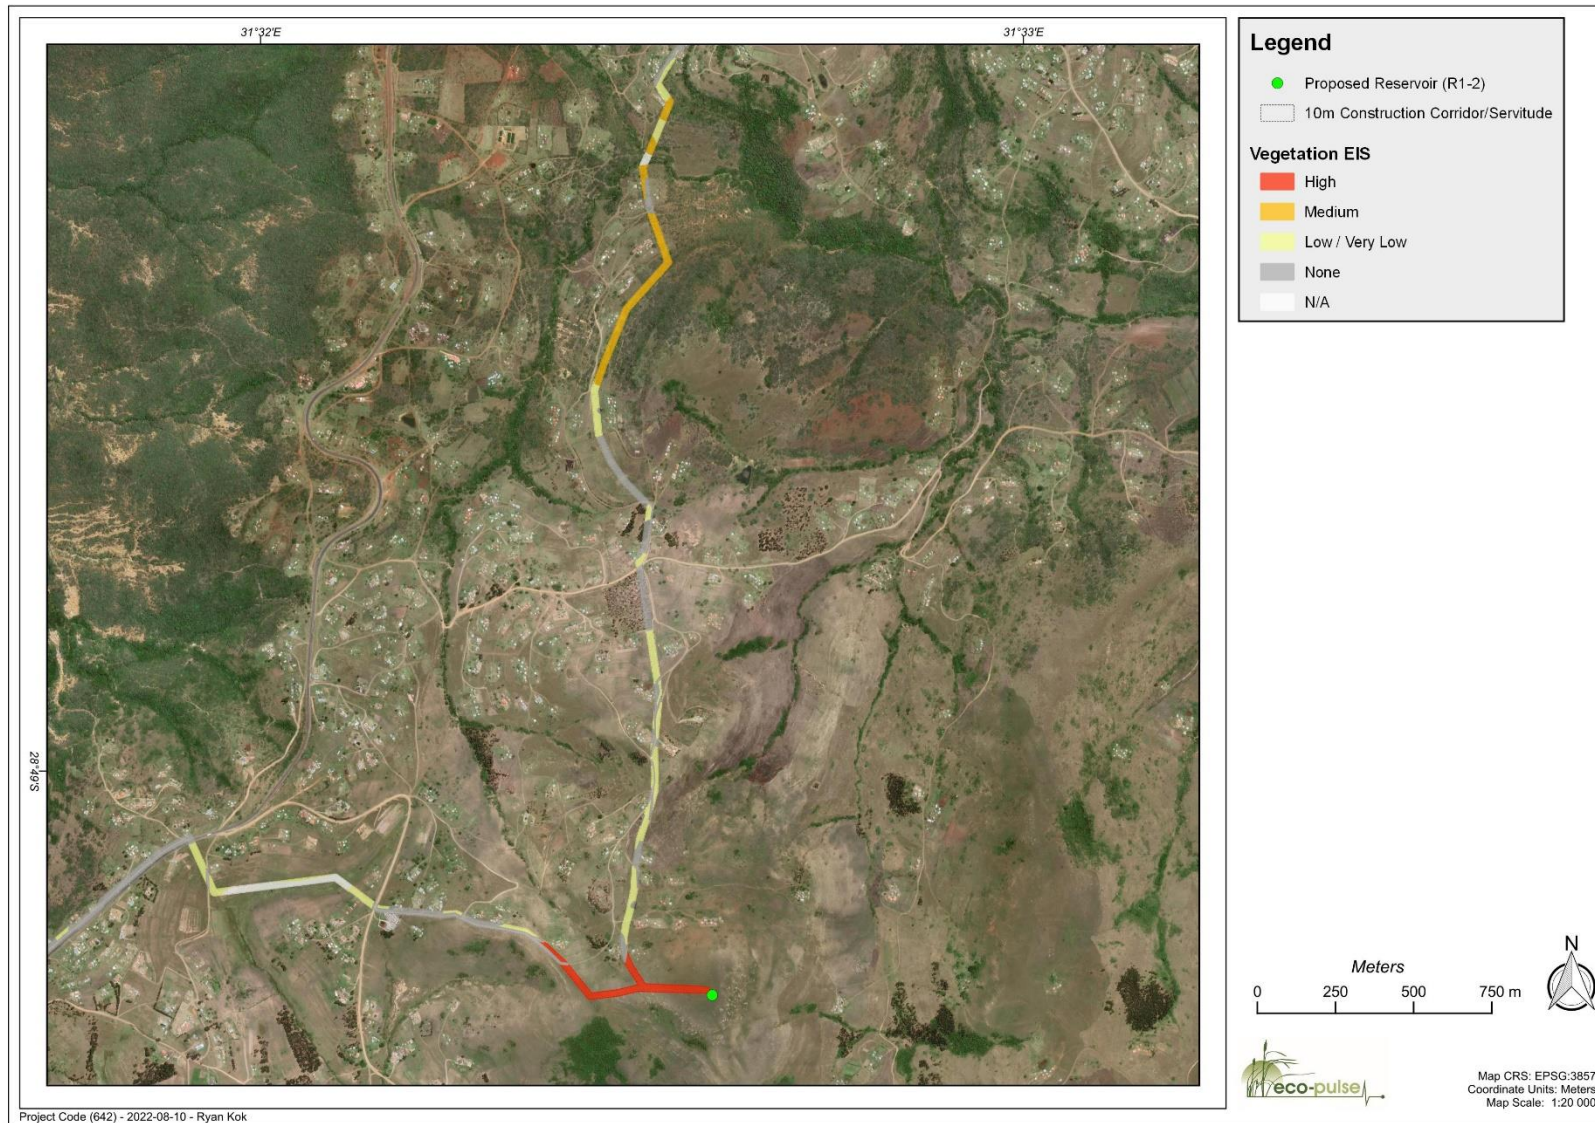 31°32'E
31°33'E
28°49'S
Legend
Proposed Reservoir (R1-2)
10m Construction Corridor/Servitude
Vegetation EIS
High
Medium
Low / Very Low
None
N/A
N
Meters
0 250 500 750 m
eco-pulse
Map CRS: EPSG:3857
Coordinate Units: Meters
Map Scale: 1:20 000
Project Code (642) - 2022-08-10 - Ryan Kok